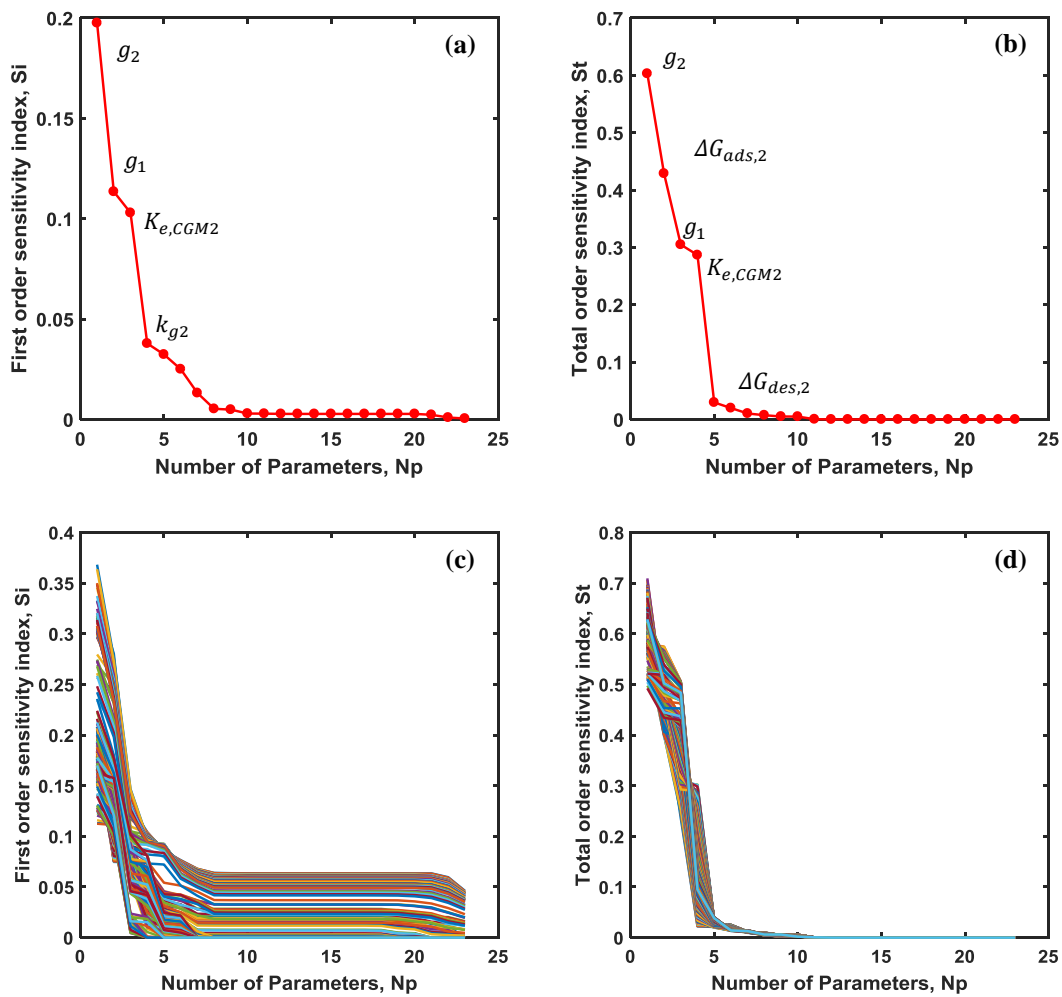 (a)
First order sensitivity index, Si
0.2
0.15
0.1
0.05
0
g₂
g₁
Kₑ,CGM2
k_g2
0 5 10 15 20 25
Number of Parameters, Np
(b)
Total order sensitivity index, St
0.7
0.6
0.5
0.4
0.3
0.2
0.1
0
g₂
ΔG_ads,2
g₁
Kₑ,CGM2
ΔG_des,2
0 5 10 15 20 25
Number of Parameters, Np
(c)
First order sensitivity index, Si
0.4
0.35
0.3
0.25
0.2
0.15
0.1
0.05
0
0 5 10 15 20 25
Number of Parameters, Np
(d)
Total order sensitivity index, St
0.8
0.7
0.6
0.5
0.4
0.3
0.2
0.1
0
0 5 10 15 20 25
Number of Parameters, Np